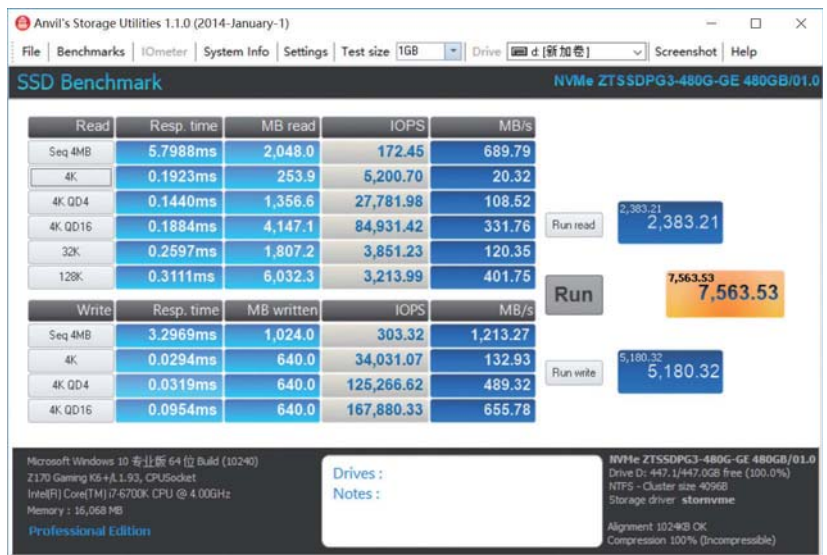 Anvil's Storage Utilities 1.1.0 (2014-January-1)
File Benchmarks IOmeter System Info Settings Test size 1GB Drive d: [新加卷] Screenshot Help
SSD Benchmark NVMe ZTSSDPG3-480G-GE 480GB/01.0
Read Resp. time MB read IOPS MB/s
Seq 4MB 5.7988ms 2,048.0 172.45 689.79
4K 0.1923ms 253.9 5,200.70 20.32
4K QD4 0.1440ms 1,356.6 27,781.98 108.52
4K QD16 0.1884ms 4,147.1 84,931.42 331.76
32K 0.2597ms 1,807.2 3,851.23 120.35
128K 0.3111ms 6,032.3 3,213.99 401.75
Run read
2,383.21
2,383.21
Run
7,563.53
7,563.53
Write Resp. time MB written IOPS MB/s
Seq 4MB 3.2969ms 1,024.0 303.32 1,213.27
4K 0.0294ms 640.0 34,031.07 132.93
4K QD4 0.0319ms 640.0 125,266.62 489.32
4K QD16 0.0954ms 640.0 167,880.33 655.78
Run write
5,180.32
5,180.32
Microsoft Windows 10 专业版 64 位 Build (10240)
Z170 Gaming K6+/L1.93, CPUSocket
Intel(R) Core(TM) i7-6700K CPU @ 4.00GHz
Memory : 16,068 MB
Professional Edition
Drives :
Notes :
NVMe ZTSSDPG3-480G-GE 480GB/01.0
Drive D: 447.1/447.0GB free (100.0%)
NTFS - Cluster size 4096B
Storage driver stornvme
Alignment 1024KB OK
Compression 100% (Incompressible)